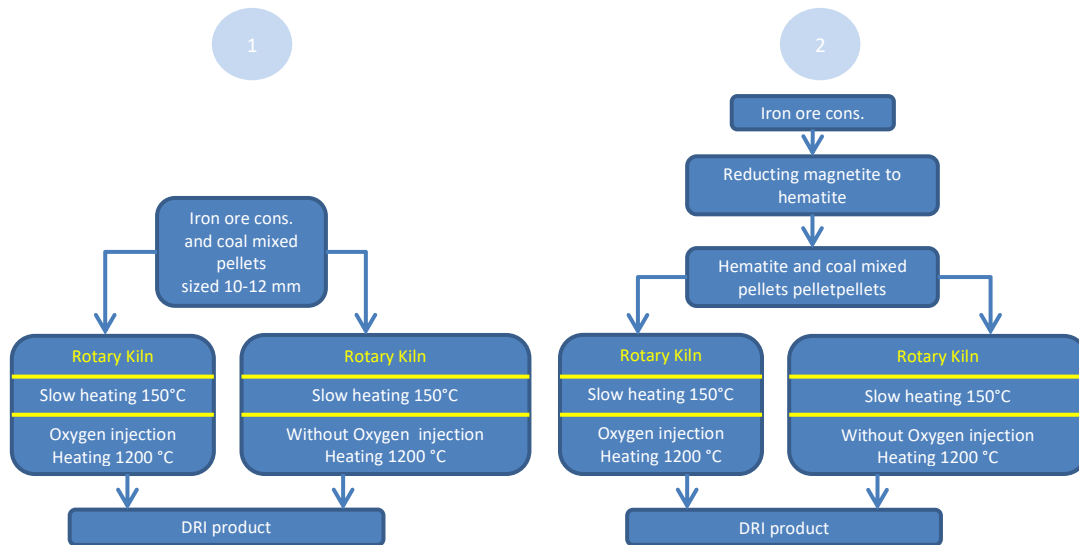 1
Iron ore cons.
and coal mixed
pellets
sized 10-12 mm
Rotary Kiln
Slow heating 150°C
Oxygen injection
Heating 1200 °C
Rotary Kiln
Slow heating 150°C
Without Oxygen injection
Heating 1200 °C
DRI product
2
Iron ore cons.
Reducting magnetite to
hematite
Hematite and coal mixed
pellets pelletpellets
Rotary Kiln
Slow heating 150°C
Oxygen injection
Heating 1200 °C
Rotary Kiln
Slow heating 150°C
Without Oxygen injection
Heating 1200 °C
DRI product